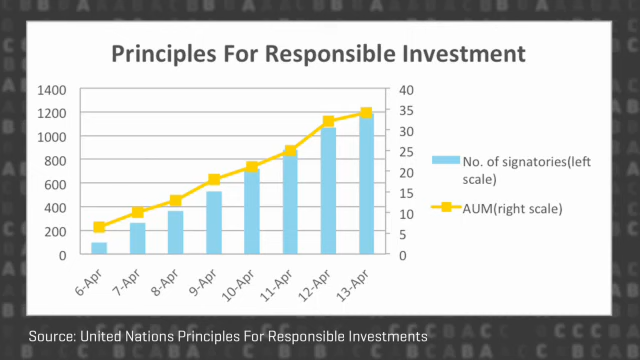 Principles For Responsible Investment
1400
1200
1000
800
600
400
200
0
40
35
30
25
20
15
10
5
0
6-Apr
7-Apr
8-Apr
9-Apr
10-Apr
11-Apr
12-Apr
13-Apr
No. of signatories(left
scale)
AUM(right scale)
Source: United Nations Principles For Responsible Investments